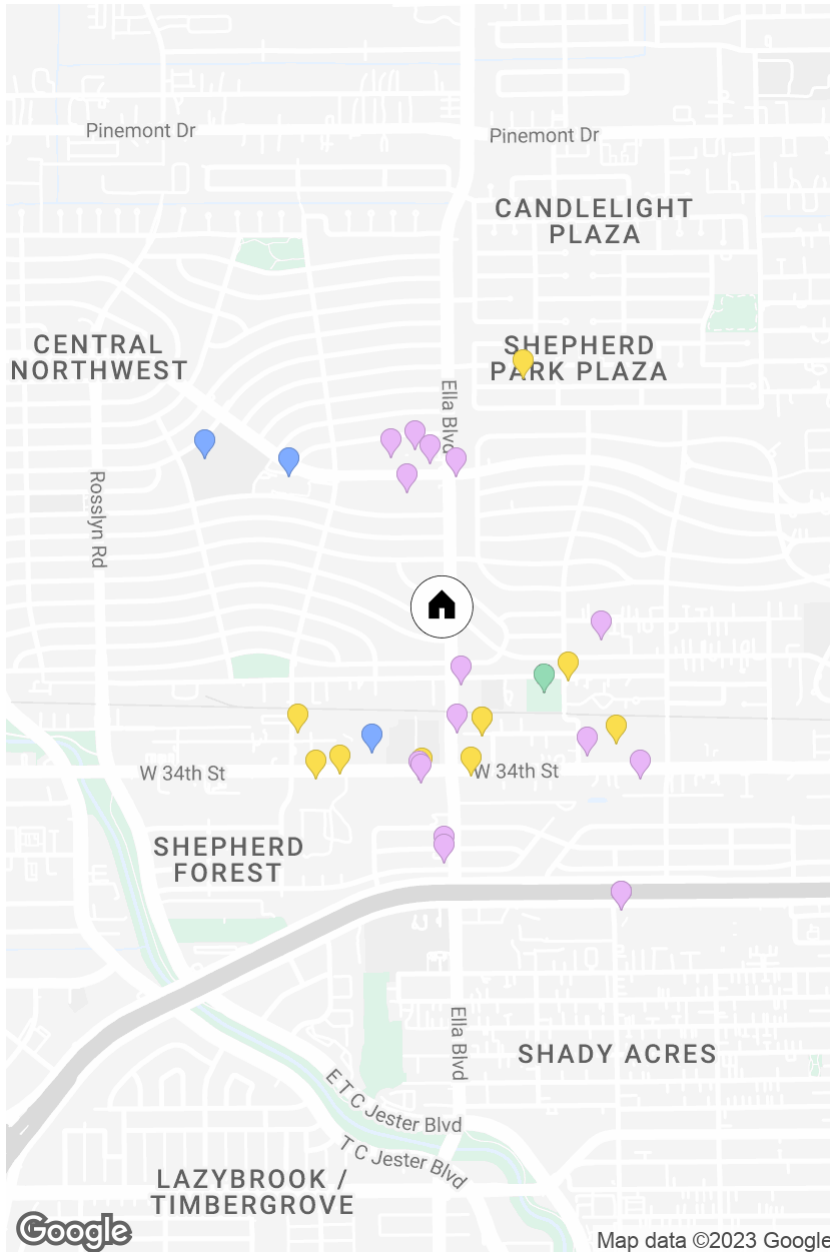 Pinemont Dr
Pinemont Dr
CANDLELIGHT
PLAZA
CENTRAL
NORTHWEST
SHEPHERD
PARK PLAZA
Ella Blvd
Rosslyn Rd
W 34th St
W 34th St
SHEPHERD
FOREST
Ella Blvd
SHADY ACRES
E T C Jester Blvd
T C Jester Blvd
LAZYBROOK /
TIMBERGROVE
Google
Map data ©2023 Google